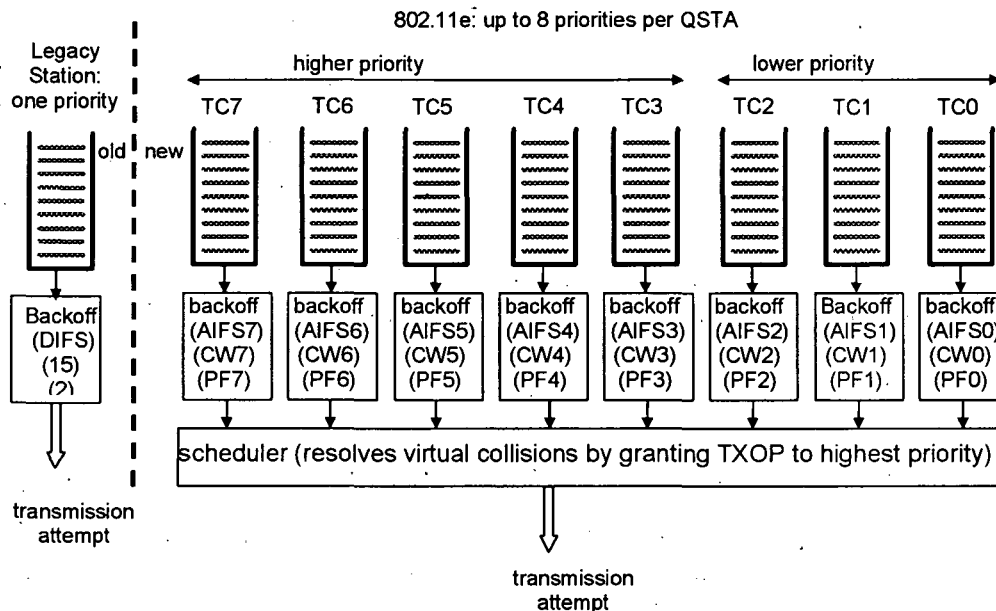 802.11e: up to 8 priorities per QSTA
Legacy
Station:
one priority
higher priority
lower priority
TC7 TC6 TC5 TC4 TC3 TC2 TC1 TC0
old new
Backoff
(DIFS)
(15)
(2)
backoff
(AIFS7)
(CW7)
(PF7)
backoff
(AIFS6)
(CW6)
(PF6)
backoff
(AIFS5)
(CW5)
(PF5)
backoff
(AIFS4)
(CW4)
(PF4)
backoff
(AIFS3)
(CW3)
(PF3)
backoff
(AIFS2)
(CW2)
(PF2)
Backoff
(AIFS1)
(CW1)
(PF1)
backoff
(AIFS0)
(CW0)
(PF0)
scheduler (resolves virtual collisions by granting TXOP to highest priority)
transmission
attempt
transmission
attempt